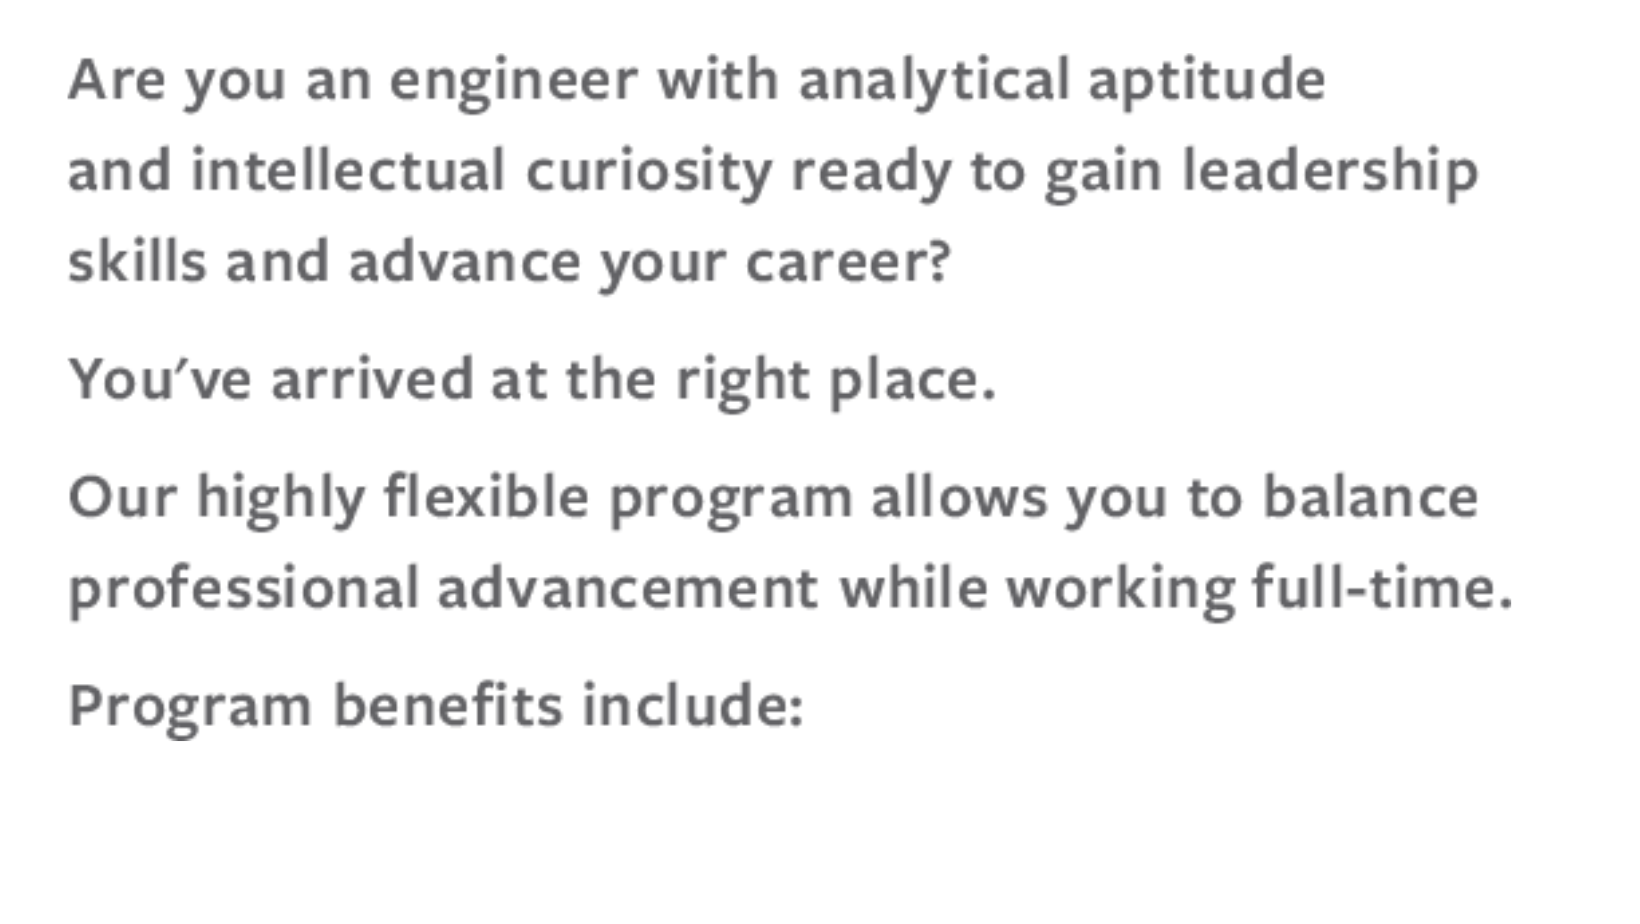 Are you an engineer with analytical aptitude
and intellectual curiosity ready to gain leadership
skills and advance your career?
You've arrived at the right place.
Our highly flexible program allows you to balance
professional advancement while working full-time.
Program benefits include: